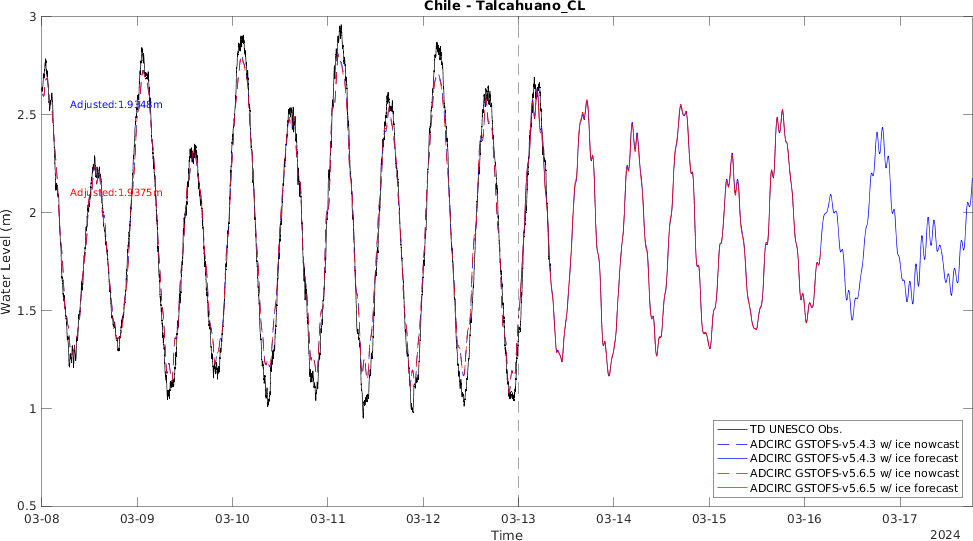 Chile - Talcahuano_CL
3
2.5
2
1.5
1
0.5
Water Level (m)
Adjusted:1.9348m
Adjusted:1.9375m
TD UNESCO Obs.
ADCIRC GSTOFS-v5.4.3 w/ ice nowcast
ADCIRC GSTOFS-v5.4.3 w/ ice forecast
ADCIRC GSTOFS-v5.6.5 w/ ice nowcast
ADCIRC GSTOFS-v5.6.5 w/ ice forecast
03-08 03-09 03-10 03-11 03-12 03-13 03-14 03-15 03-16 03-17
Time
2024